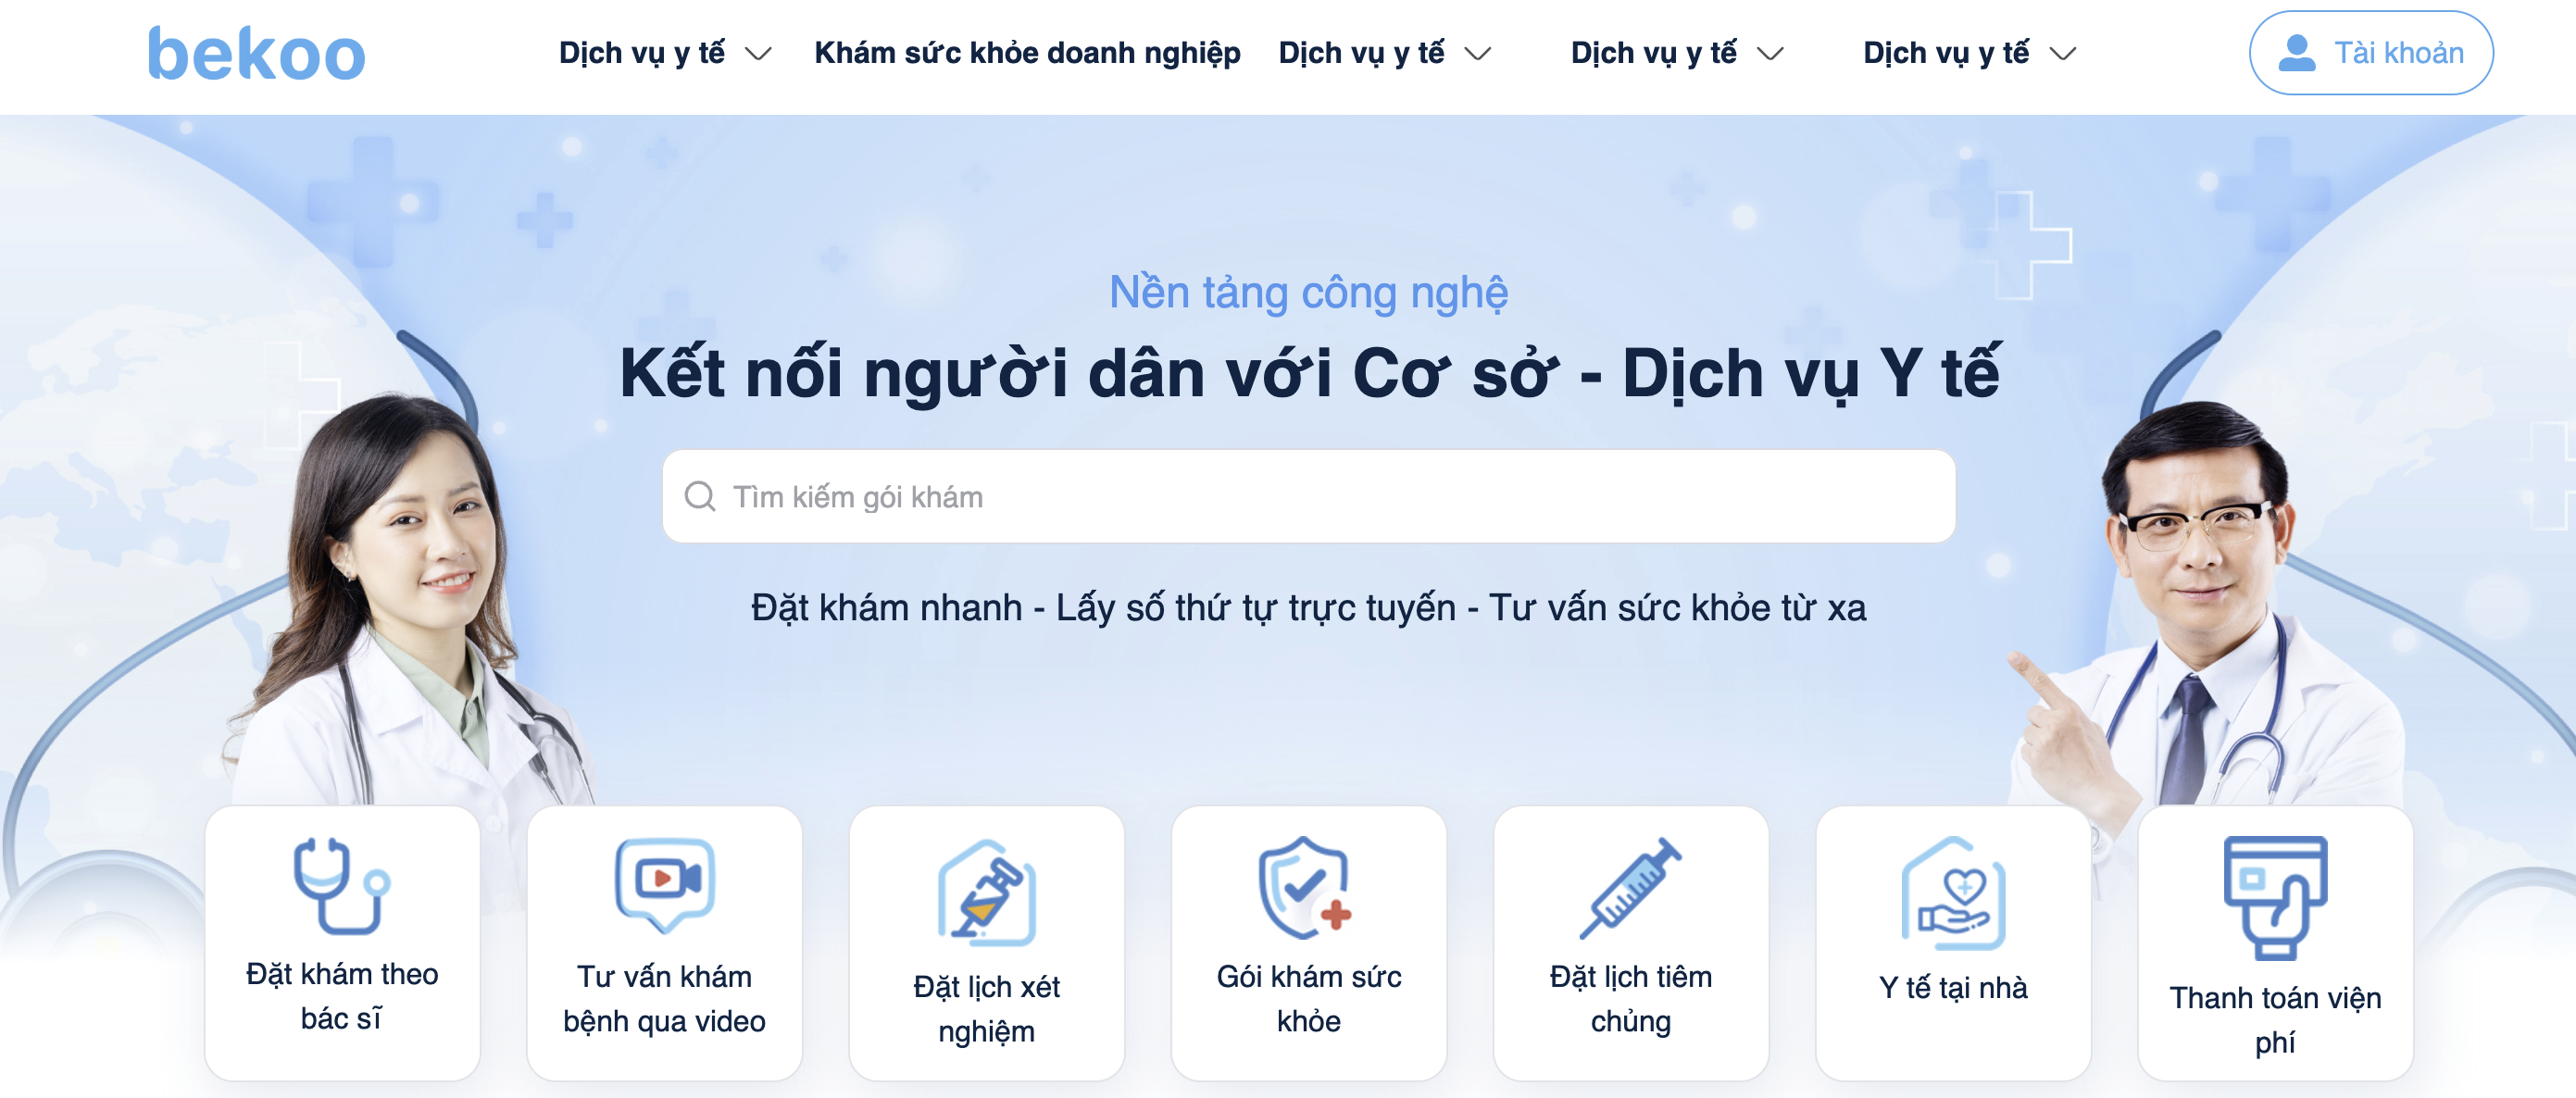 bekoo
Dịch vụ y tế
Khám sức khỏe doanh nghiệp
Dịch vụ y tế
Dịch vụ y tế
Dịch vụ y tế
Tài khoản
Nền tảng công nghệ
Kết nối người dân với Cơ sở - Dịch vụ Y tế
Tìm kiếm gói khám
Đặt khám nhanh - Lấy số thứ tự trực tuyến - Tư vấn sức khỏe từ xa
Đặt khám theo
bác sĩ
Tư vấn khám
bệnh qua video
Đặt lịch xét
nghiệm
Gói khám sức
khỏe
Đặt lịch tiêm
chủng
Y tế tại nhà
Thanh toán viện
phí